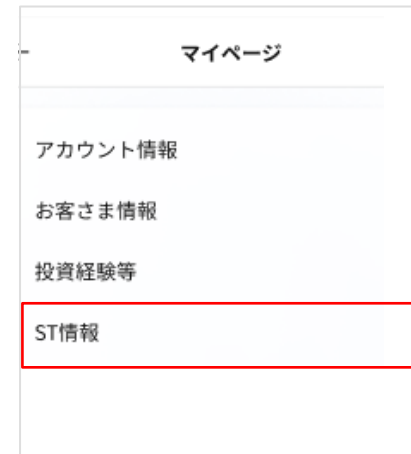 マイページ
アカウント情報
お客さま情報
投資経験等
ST情報